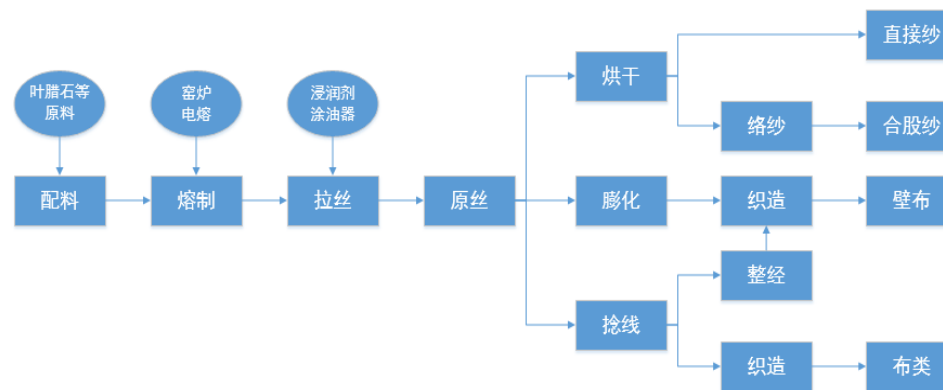 叶腊石等
原料
窑炉
电熔
浸润剂
涂油器
配料
熔制
拉丝
原丝
烘干
直接纱
络纱
合股纱
膨化
织造
壁布
整经
捻线
织造
布类